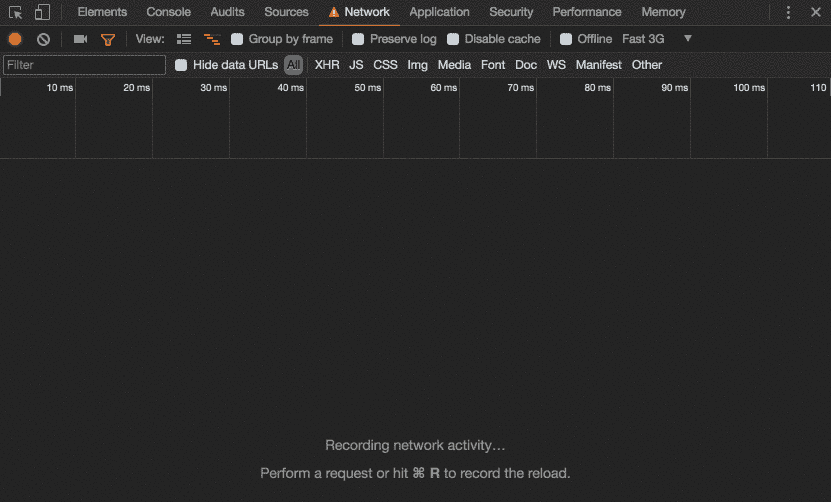 Elements Console Audits Sources Network Application Security Performance Memory
View: Group by frame Preserve log Disable cache Offline Fast 3G
Filter Hide data URLs All XHR JS CSS Img Media Font Doc WS Manifest Other
10 ms 20 ms 30 ms 40 ms 50 ms 60 ms 70 ms 80 ms 90 ms 100 ms 110
Recording network activity…
Perform a request or hit ⌘ R to record the reload.